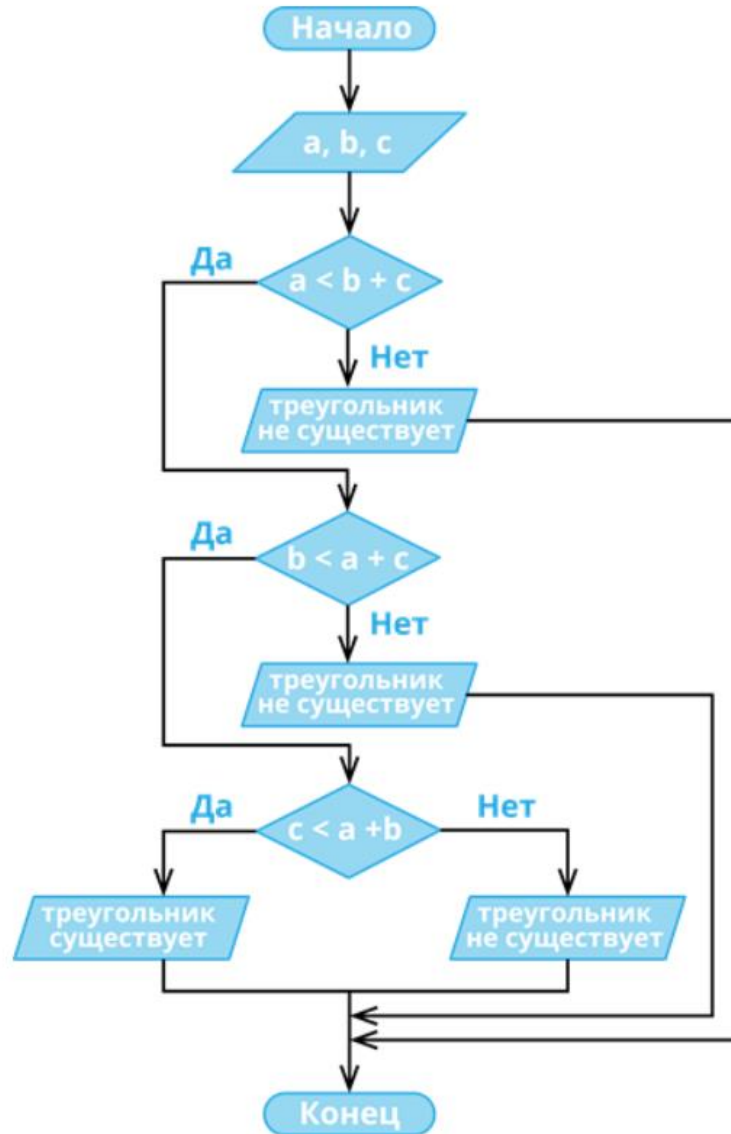 Начало
a, b, c
Да
a < b + c
Нет
треугольник
не существует
Да
b < a + c
Нет
треугольник
не существует
Да
c < a +b
Нет
треугольник
существует
треугольник
не существует
Конец